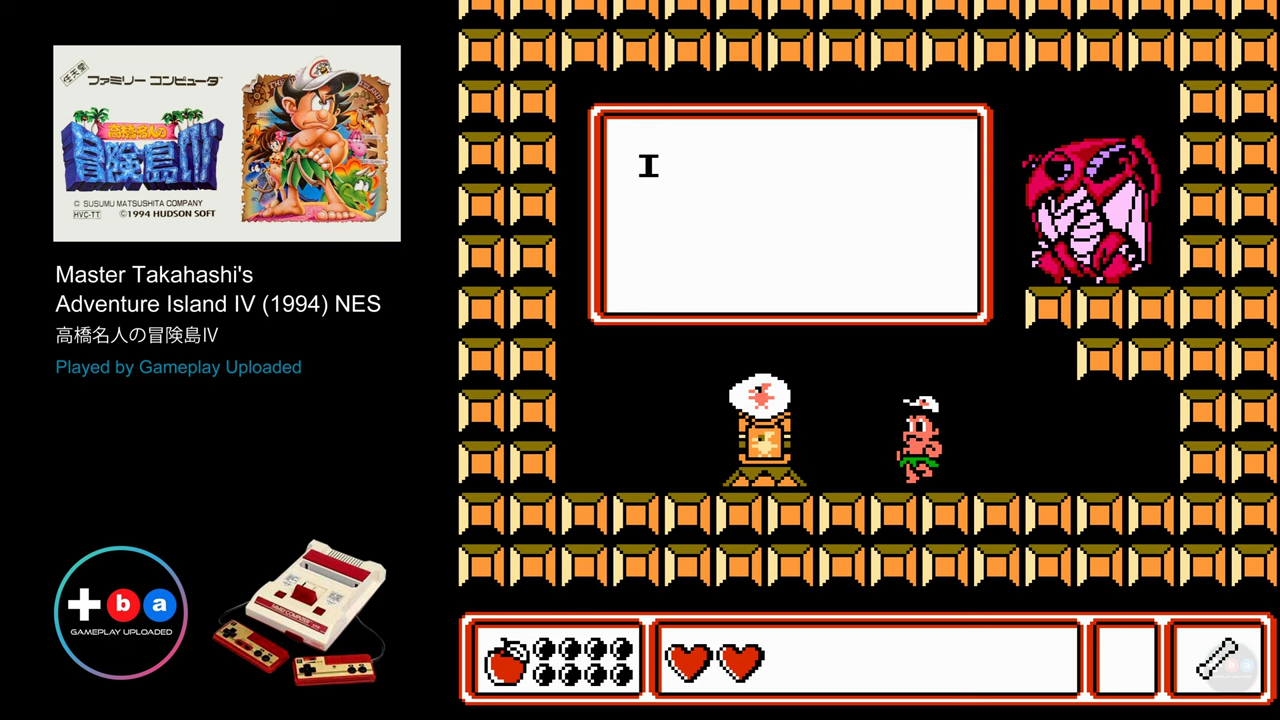 任天堂
ファミリー コンピュータ™
高橋名人の
冒険島IV
© SUSUMU MATSUSHITA COMPANY
HVC-TT ©1994 HUDSON SOFT
Master Takahashi's
Adventure Island IV (1994) NES
高橋名人の冒険島Ⅳ
Played by Gameplay Uploaded
b a
GAMEPLAY UPLOADED
I